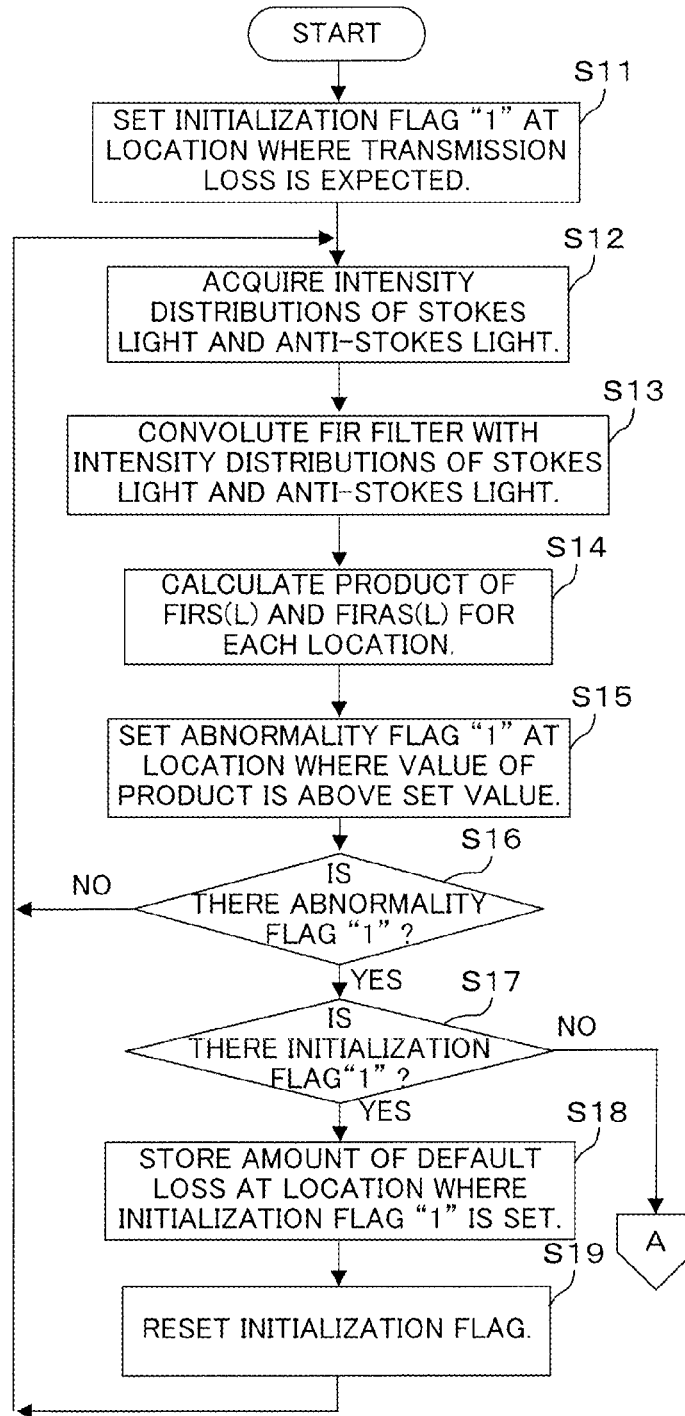 START
S11
SET INITIALIZATION FLAG “1” AT
LOCATION WHERE TRANSMISSION
LOSS IS EXPECTED.
S12
ACQUIRE INTENSITY
DISTRIBUTIONS OF STOKES
LIGHT AND ANTI-STOKES LIGHT.
S13
CONVOLUTE FIR FILTER WITH
INTENSITY DISTRIBUTIONS OF STOKES
LIGHT AND ANTI-STOKES LIGHT.
S14
CALCULATE PRODUCT OF
FIRS(L) AND FIRAS(L) FOR
EACH LOCATION.
S15
SET ABNORMALITY FLAG “1” AT
LOCATION WHERE VALUE OF
PRODUCT IS ABOVE SET VALUE.
S16
NO
IS
THERE ABNORMALITY
FLAG “1” ?
YES
S17
IS
THERE INITIALIZATION
FLAG“1” ?
NO
YES
S18
STORE AMOUNT OF DEFAULT
LOSS AT LOCATION WHERE
INITIALIZATION FLAG “1” IS SET.
A
S19
RESET INITIALIZATION FLAG.